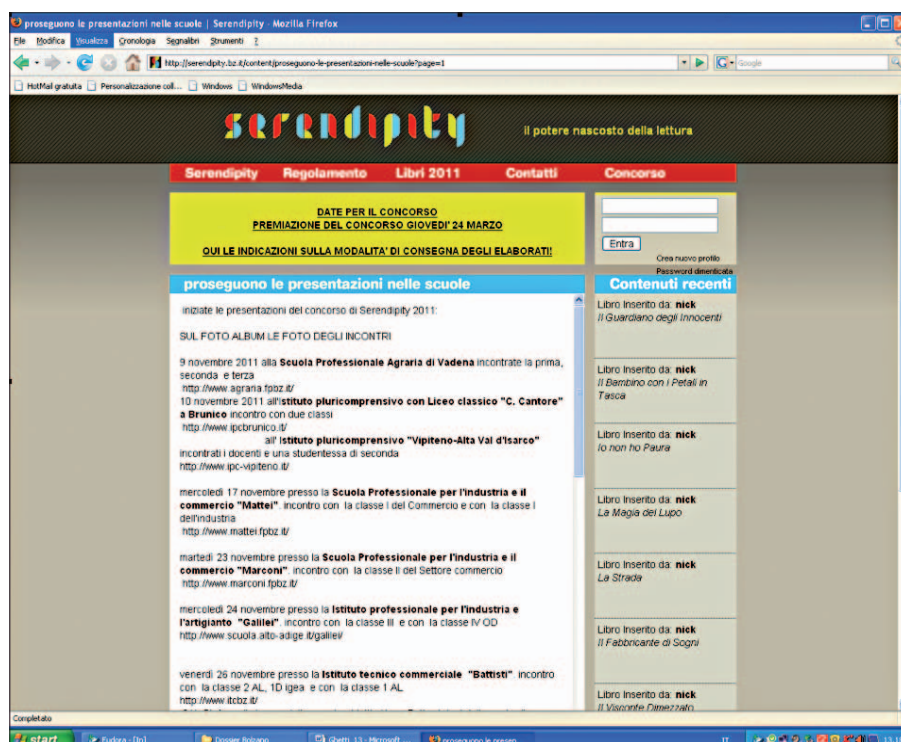 proseguono le presentazioni nelle scuole | Serendipity - Mozilla Firefox
File Modifica Visualizza Cronologia Segnalibri Strumenti ?
http://serendipity.bz.it/content/proseguono-le-presentazioni-nelle-scuole?page=1
Google
HotMail gratuita Personalizzazione coll... Windows WindowsMedia
serendipity
il potere nascosto della lettura
Serendipity Regolamento Libri 2011 Contatti Concorso
DATE PER IL CONCORSO
PREMIAZIONE DEL CONCORSO GIOVEDI' 24 MARZO
QUI LE INDICAZIONI SULLA MODALITA' DI CONSEGNA DEGLI ELABORATI!
Entra
Crea nuovo profilo
Password dimenticata
proseguono le presentazioni nelle scuole
iniziate le presentazioni del concorso di Serendipity 2011:
SUL FOTO ALBUM LE FOTO DEGLI INCONTRI
9 novembre 2011 alla Scuola Professionale Agraria di Vadena incontrate la prima,
seconda e terza
http://www.agraria.fpbz.it/
10 novembre 2011 all'Istituto pluricomprensivo con Liceo classico "C. Cantore"
a Brunico incontro con due classi
http://www.ipcbrunico.it/
all' Istituto pluricomprensivo "Vipiteno-Alta Val d'Isarco"
incontrati i docenti e una studentessa di seconda
http://www.ipc-vipiteno.it/
mercoledì 17 novembre presso la Scuola Professionale per l'industria e il
commercio "Mattei". incontro con la classe I del Commercio e con la classe I
dell'industria
http://www.mattei.fpbz.it/
martedì 23 novembre presso la Scuola Professionale per l'industria e il
commercio "Marconi". incontro con la classe II del Settore commercio
http://www.marconi.fpbz.it/
mercoledì 24 novembre presso la Istituto professionale per l'industria e
l'artigianto "Galilei". incontro con la classe III e con la classe IV OD
http://www.scuola.alto-adige.it/galilei/
venerdì 26 novembre presso la Istituto tecnico commerciale "Battisti". incontro
con la classe 2 AL, 1D igea e con la classe 1 AL
http://www.itcbz.it/
Contenuti recenti
Libro Inserito da: nick
Il Guardiano degli Innocenti
Libro Inserito da: nick
Il Bambino con i Petali in
Tasca
Libro Inserito da: nick
Io non ho Paura
Libro Inserito da: nick
La Magia del Lupo
Libro Inserito da: nick
La Strada
Libro Inserito da: nick
Il Fabbricante di Sogni
Libro Inserito da: nick
Il Visconte Dimezzato
Completato
start Eudora - [In] Dossier Bolzano Ghetti_13 - Microsoft ... proseguono le presen... IT